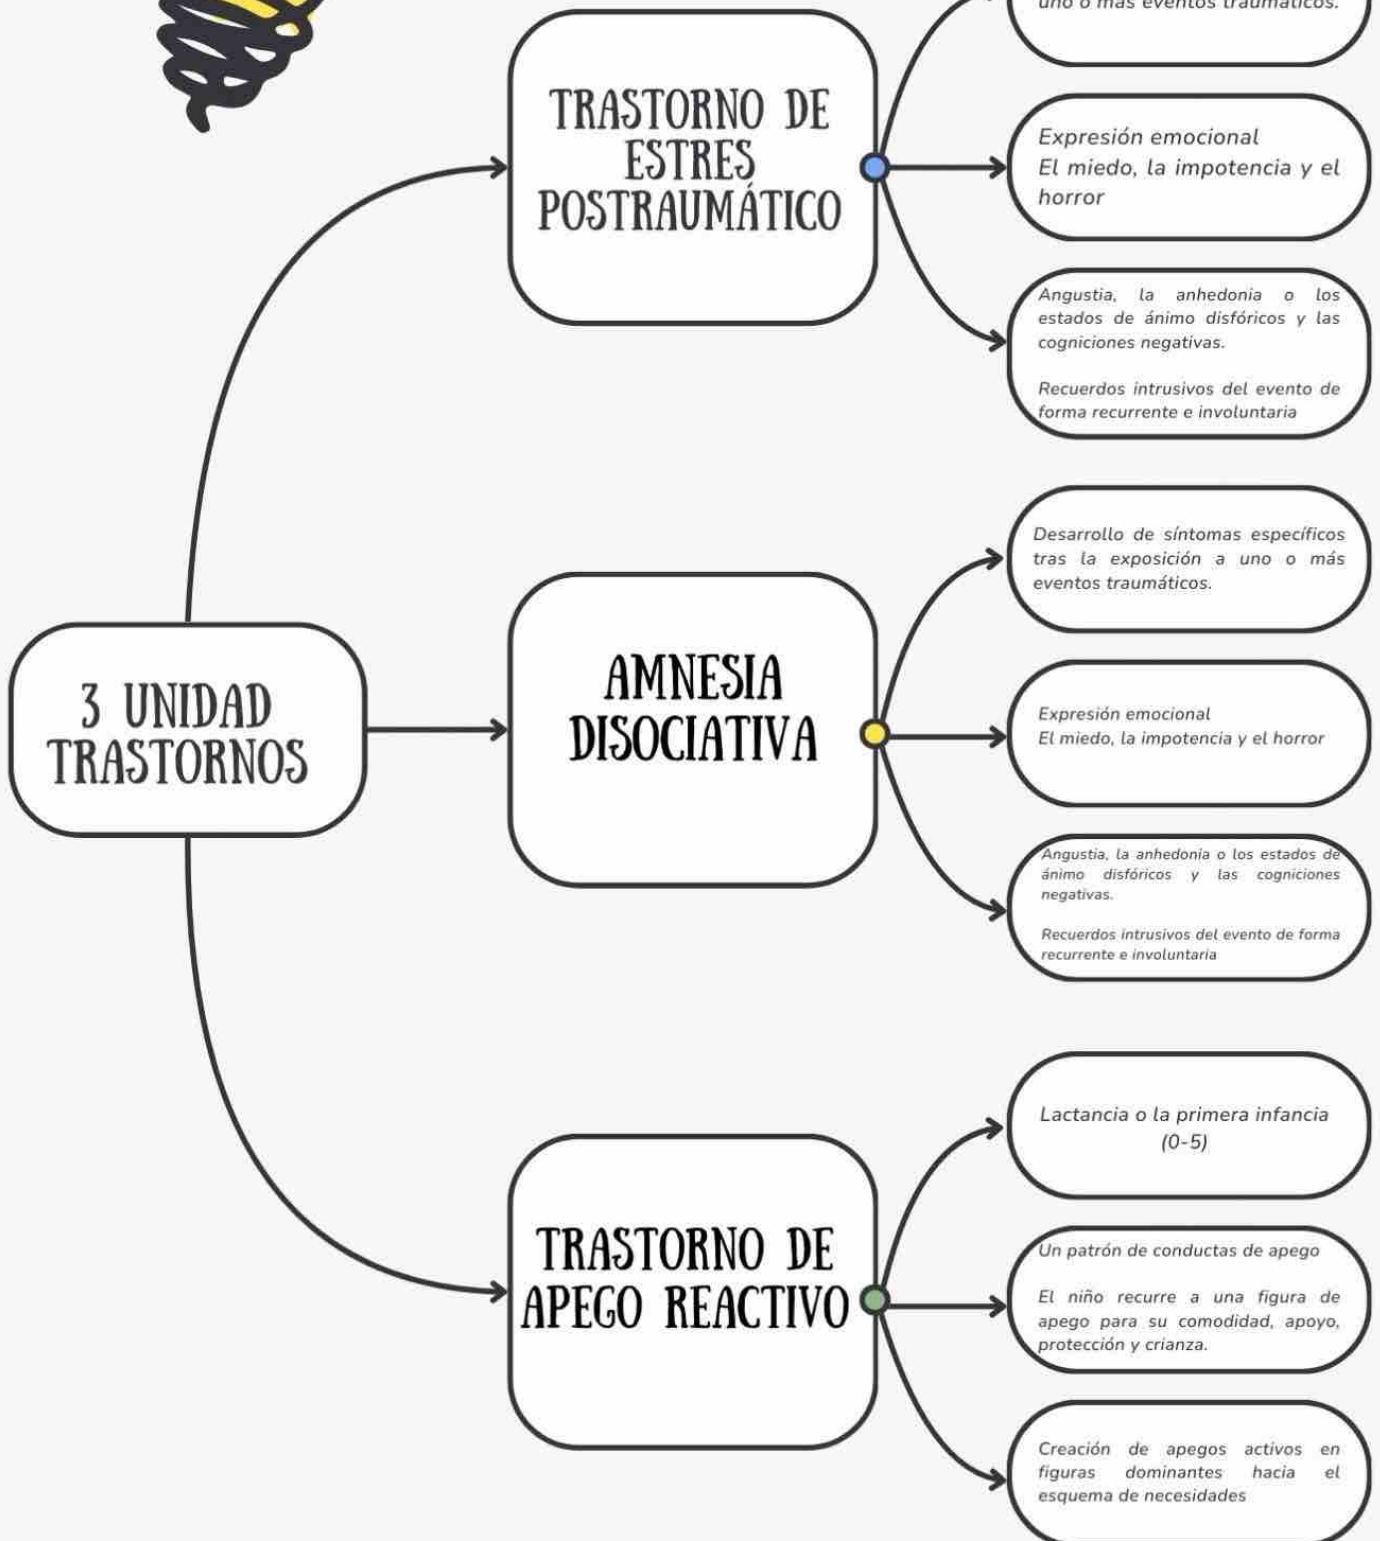 uno o más eventos traumáticos.
TRASTORNO DE
ESTRES
POSTRAUMÁTICO
Expresión emocional
El miedo, la impotencia y el
horror
Angustia, la anhedonia o los
estados de ánimo disfóricos y las
cogniciones negativas.
Recuerdos intrusivos del evento de
forma recurrente e involuntaria
3 UNIDAD
TRASTORNOS
AMNESIA
DISOCIATIVA
Desarrollo de síntomas específicos
tras la exposición a uno o más
eventos traumáticos.
Expresión emocional
El miedo, la impotencia y el horror
Angustia, la anhedonia o los estados de
ánimo disfóricos y las cogniciones
negativas.
Recuerdos intrusivos del evento de forma
recurrente e involuntaria
TRASTORNO DE
APEGO REACTIVO
Lactancia o la primera infancia
(0-5)
Un patrón de conductas de apego
El niño recurre a una figura de
apego para su comodidad, apoyo,
protección y crianza.
Creación de apegos activos en
figuras dominantes hacia el
esquema de necesidades